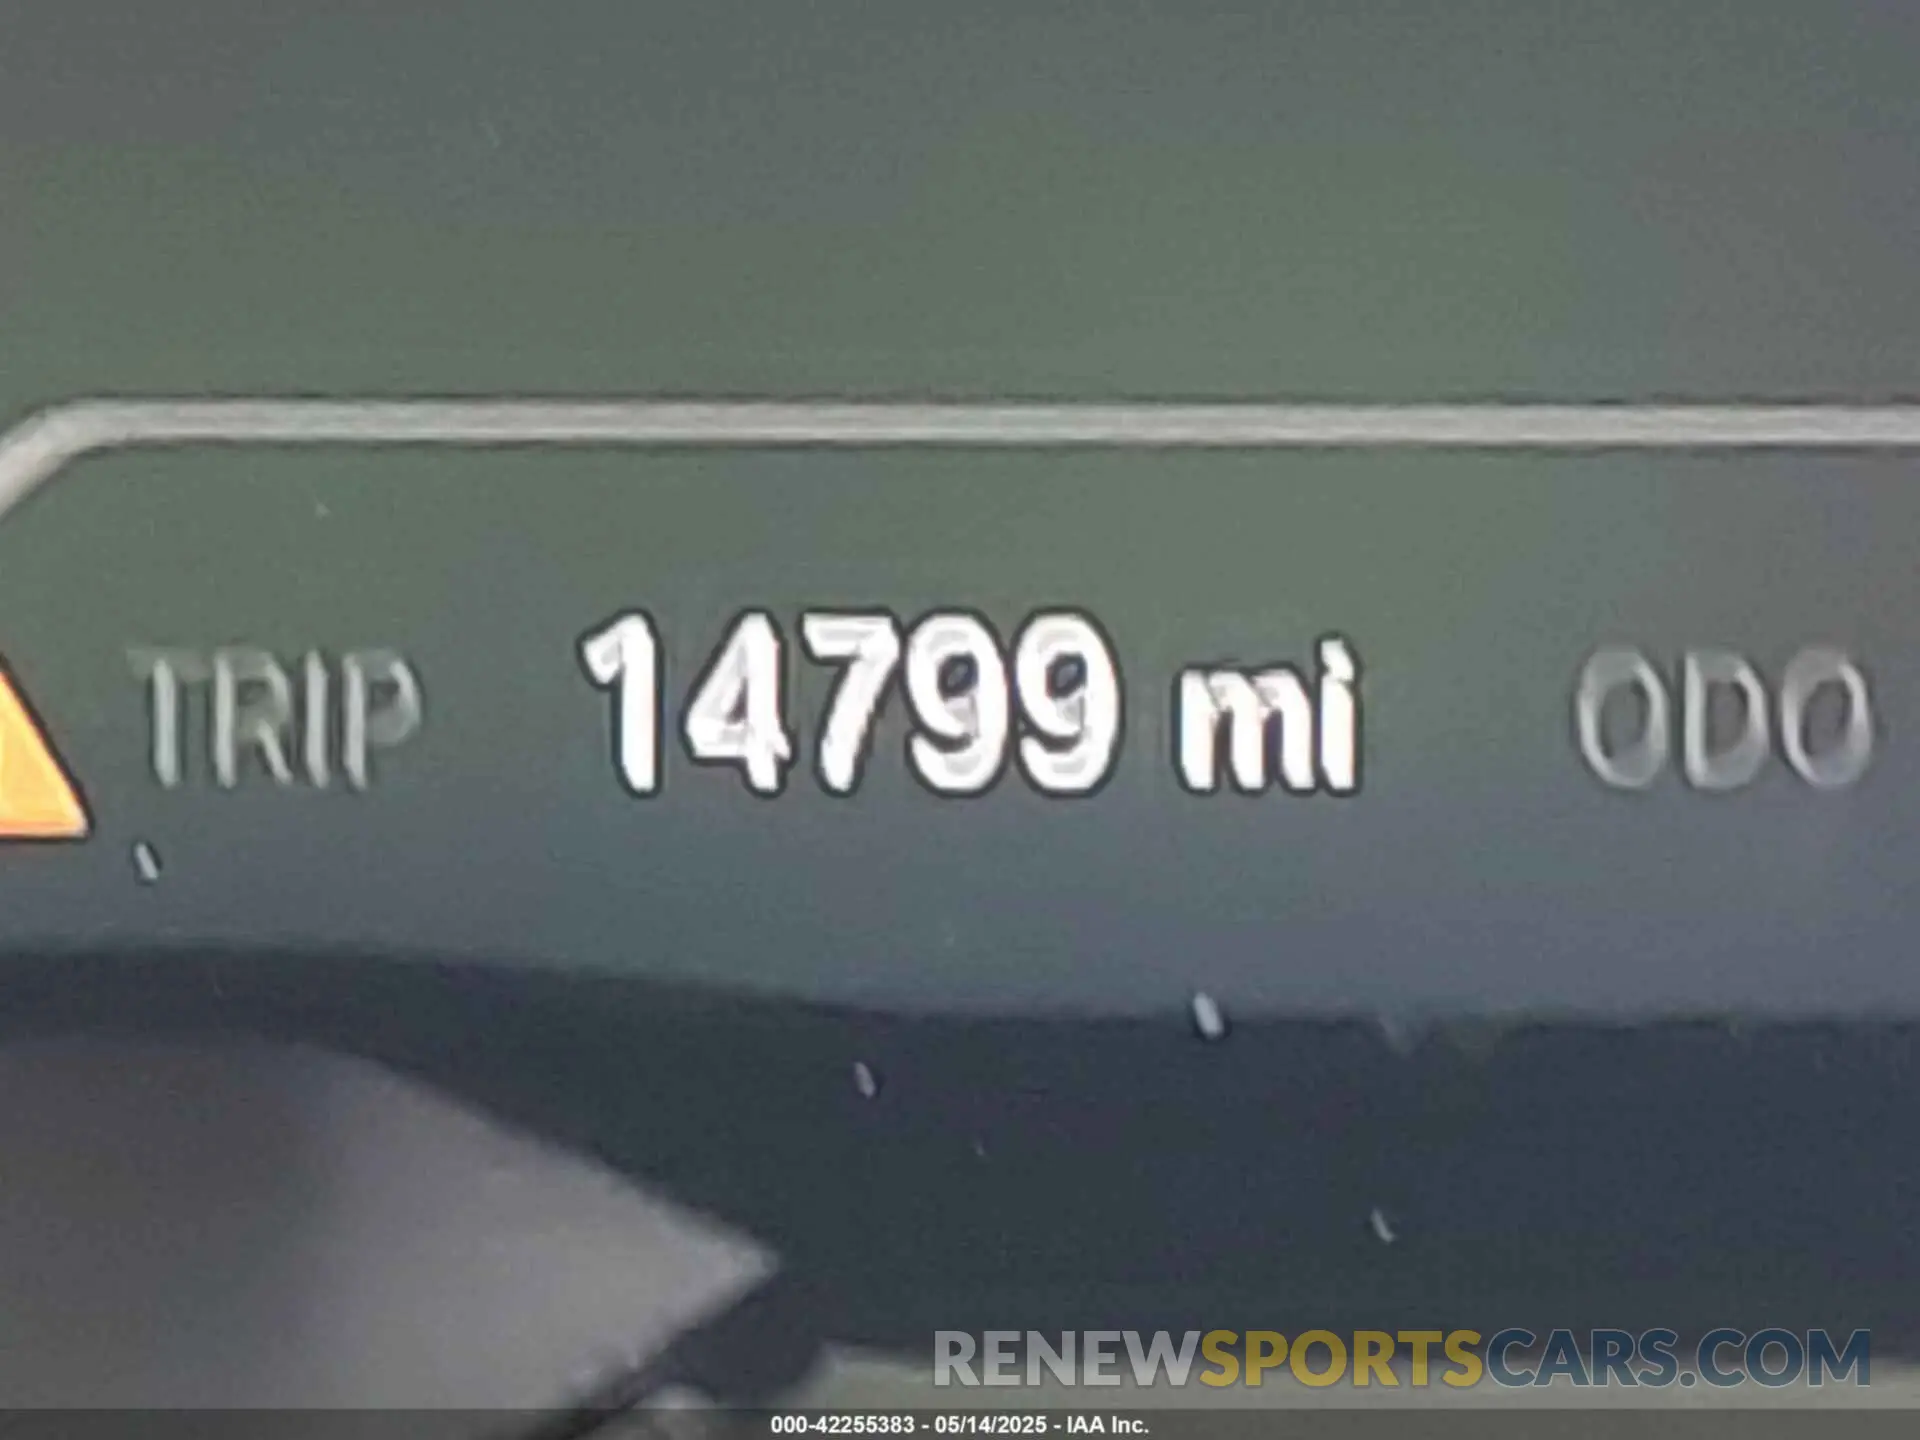 TRIP 14799 mi ODO
RENEWSPORTSCARS.COM
000-42255383 - 05/14/2025 - IAA Inc.